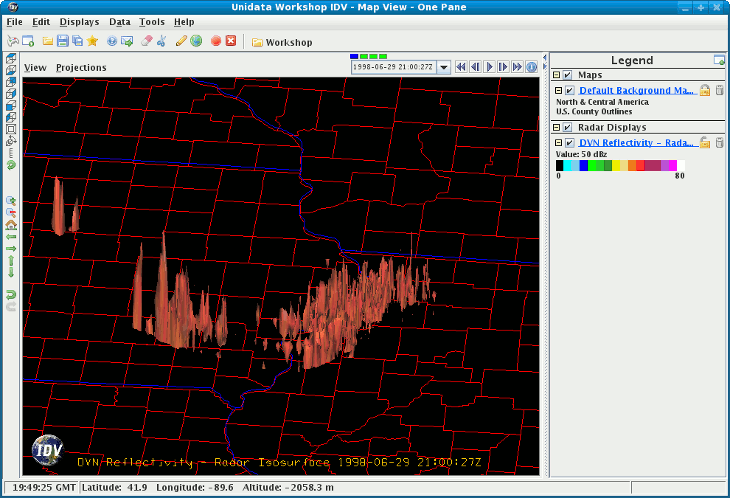 Unidata Workshop IDV - Map View - One Pane
File Edit Displays Data Tools Help
Workshop
View Projections
1998-06-29 21:00:27Z
Legend
Maps
Default Background Ma...
North & Central America
U.S. County Outlines
Radar Displays
DVN Reflectivity - Rada...
Value: 50 dBz
0 80
IDV
DVN Reflectivity - Radar Isosurface 1998-06-29 21:00:27Z
19:49:25 GMT Latitude: 41.9 Longitude: -89.6 Altitude: -2058.3 m